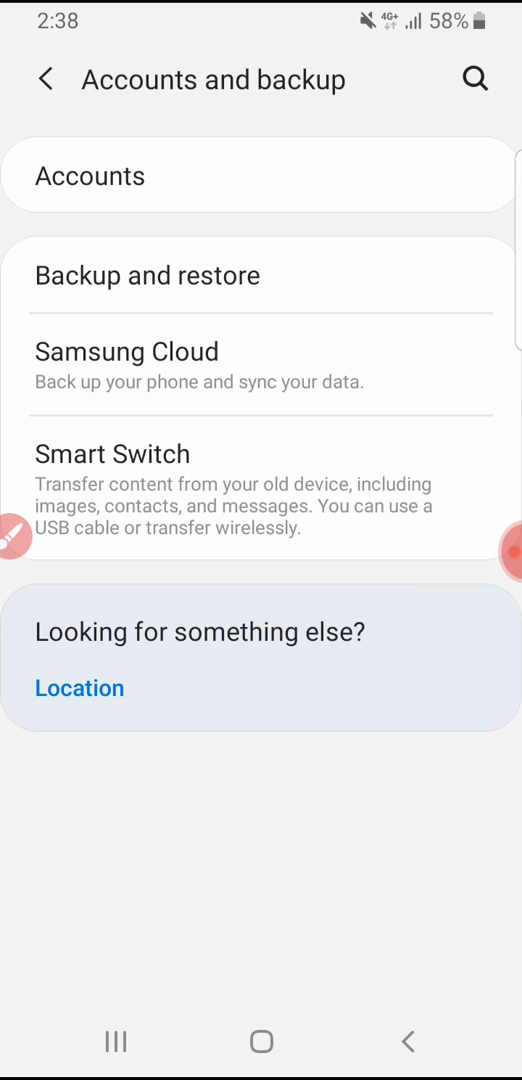 2:38 4G+ 58%
Accounts and backup
Accounts
Backup and restore
Samsung Cloud
Back up your phone and sync your data.
Smart Switch
Transfer content from your old device, including
images, contacts, and messages. You can use a
USB cable or transfer wirelessly.
Looking for something else?
Location